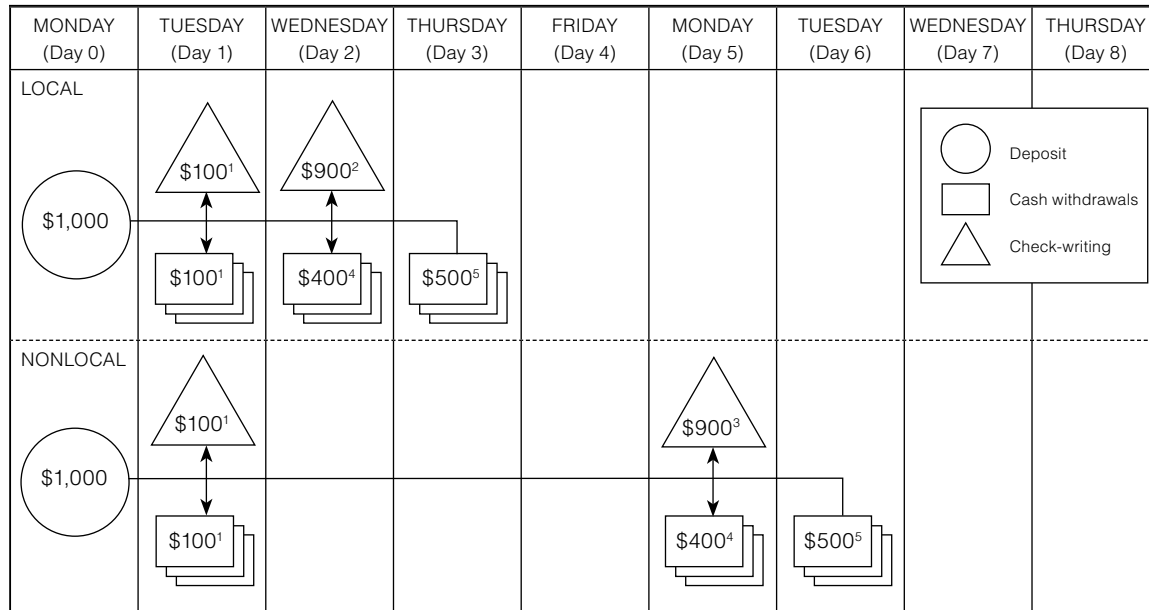 MONDAY
(Day 0)
TUESDAY
(Day 1)
WEDNESDAY
(Day 2)
THURSDAY
(Day 3)
FRIDAY
(Day 4)
MONDAY
(Day 5)
TUESDAY
(Day 6)
WEDNESDAY
(Day 7)
THURSDAY
(Day 8)
LOCAL
$1,000
$100¹
$900²
$100¹
$400⁴
$500⁵
Deposit
Cash withdrawals
Check-writing
NONLOCAL
$1,000
$100¹
$900³
$100¹
$400⁴
$500⁵